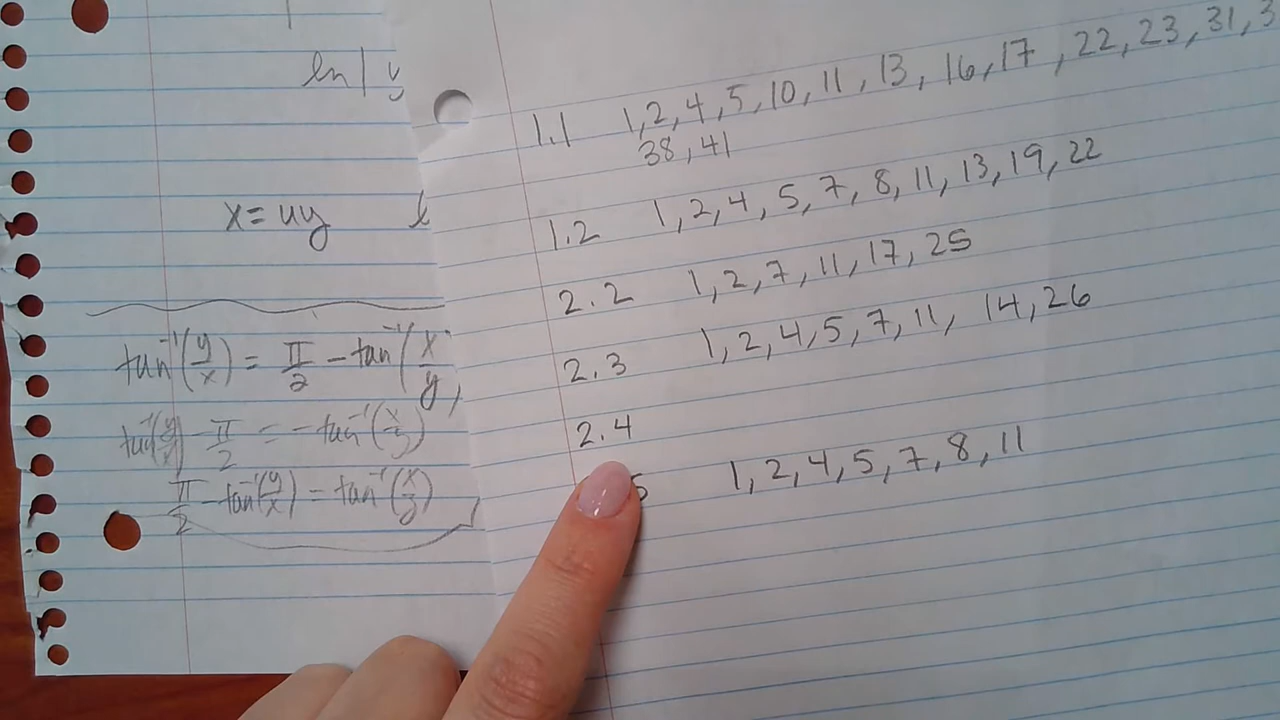 ln|y
x = uy
tan⁻¹(y/x) = π/2 - tan⁻¹(x/y)
tan⁻¹(y/x) - π/2 = -tan⁻¹(x/y)
π/2 - tan⁻¹(y/x) = tan⁻¹(x/y)
1.1 1, 2, 4, 5, 10, 11, 13, 16, 17, 22, 23, 31, 3
38, 41
1.2 1, 2, 4, 5, 7, 8, 11, 13, 19, 22
2.2 1, 2, 7, 11, 17, 25
2.3 1, 2, 4, 5, 7, 11, 14, 26
2.4
5 1, 2, 4, 5, 7, 8, 11